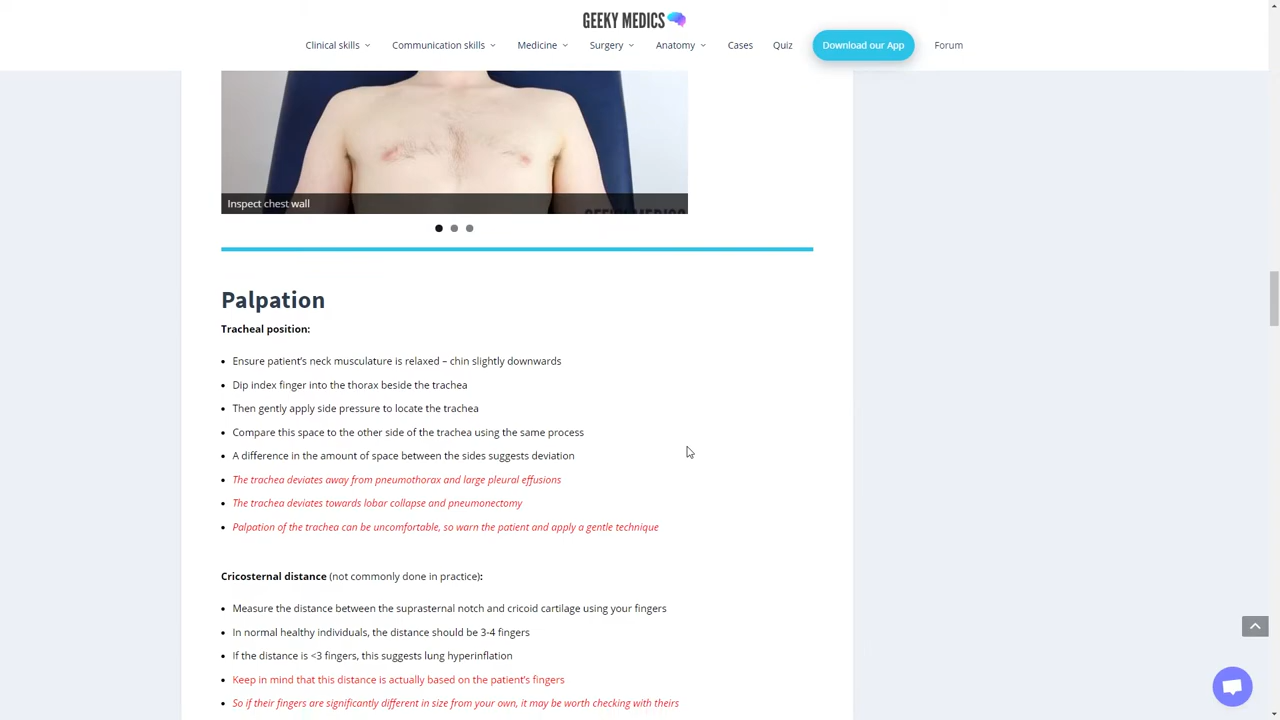 GEEKY MEDICS
Clinical skills Communication skills Medicine Surgery Anatomy Cases Quiz Download our App Forum
Inspect chest wall
Palpation
Tracheal position:
• Ensure patient's neck musculature is relaxed – chin slightly downwards
• Dip index finger into the thorax beside the trachea
• Then gently apply side pressure to locate the trachea
• Compare this space to the other side of the trachea using the same process
• A difference in the amount of space between the sides suggests deviation
• The trachea deviates away from pneumothorax and large pleural effusions
• The trachea deviates towards lobar collapse and pneumonectomy
• Palpation of the trachea can be uncomfortable, so warn the patient and apply a gentle technique
Cricosternal distance (not commonly done in practice):
• Measure the distance between the suprasternal notch and cricoid cartilage using your fingers
• In normal healthy individuals, the distance should be 3-4 fingers
• If the distance is <3 fingers, this suggests lung hyperinflation
• Keep in mind that this distance is actually based on the patient's fingers
• So if their fingers are significantly different in size from your own, it may be worth checking with theirs